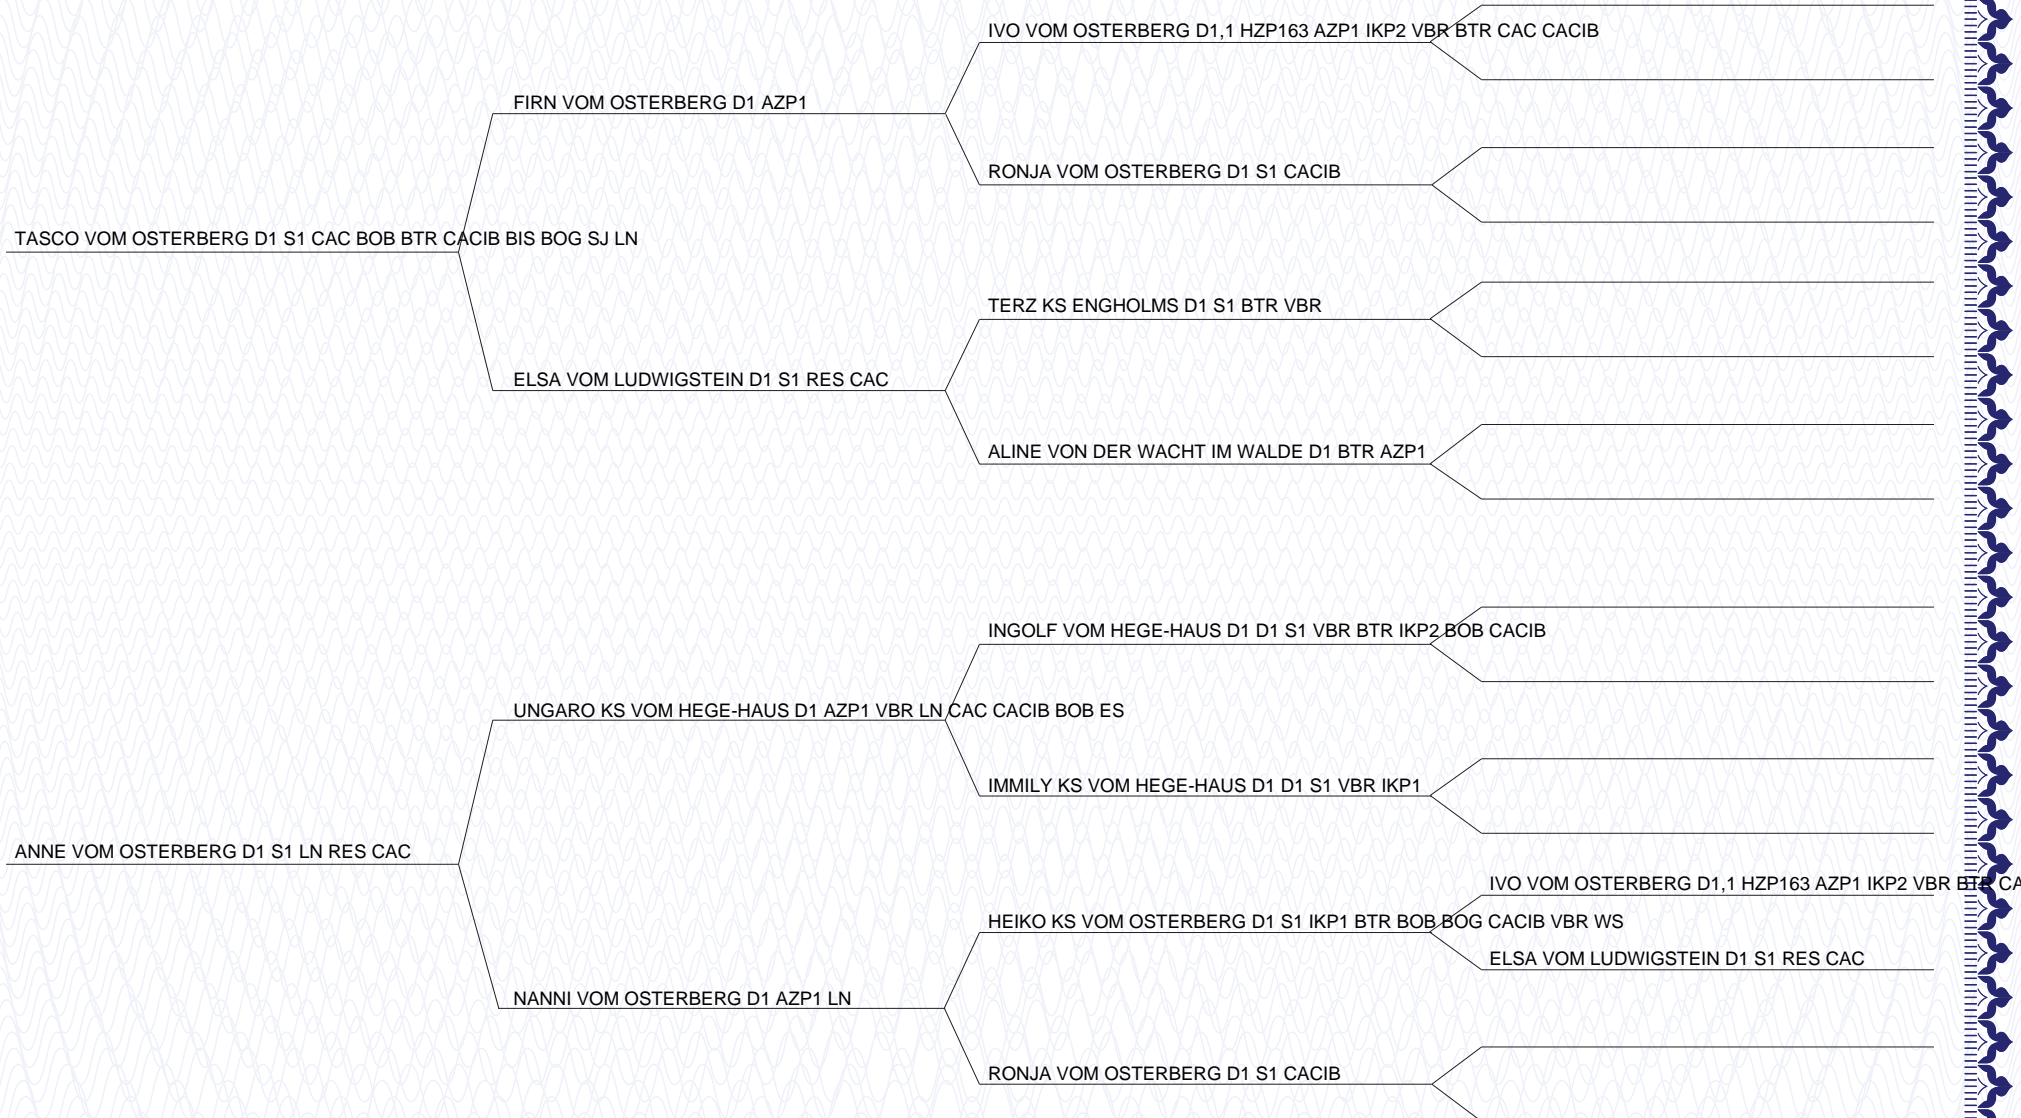 IVO VOM OSTERBERG D1,1 HZP163 AZP1 IKP2 VBR BTR CAC CACIB
FIRN VOM OSTERBERG D1 AZP1
RONJA VOM OSTERBERG D1 S1 CACIB
TASCO VOM OSTERBERG D1 S1 CAC BOB BTR CACIB BIS BOG SJ LN
TERZ KS ENGHOLMS D1 S1 BTR VBR
ELSA VOM LUDWIGSTEIN D1 S1 RES CAC
ALINE VON DER WACHT IM WALDE D1 BTR AZP1
INGOLF VOM HEGE-HAUS D1 D1 S1 VBR BTR IKP2 BOB CACIB
UNGARO KS VOM HEGE-HAUS D1 AZP1 VBR LN CAC CACIB BOB ES
IMMILY KS VOM HEGE-HAUS D1 D1 S1 VBR IKP1
ANNE VOM OSTERBERG D1 S1 LN RES CAC
IVO VOM OSTERBERG D1,1 HZP163 AZP1 IKP2 VBR BTR CA
HEIKO KS VOM OSTERBERG D1 S1 IKP1 BTR BOB BOG CACIB VBR WS
ELSA VOM LUDWIGSTEIN D1 S1 RES CAC
NANNI VOM OSTERBERG D1 AZP1 LN
RONJA VOM OSTERBERG D1 S1 CACIB